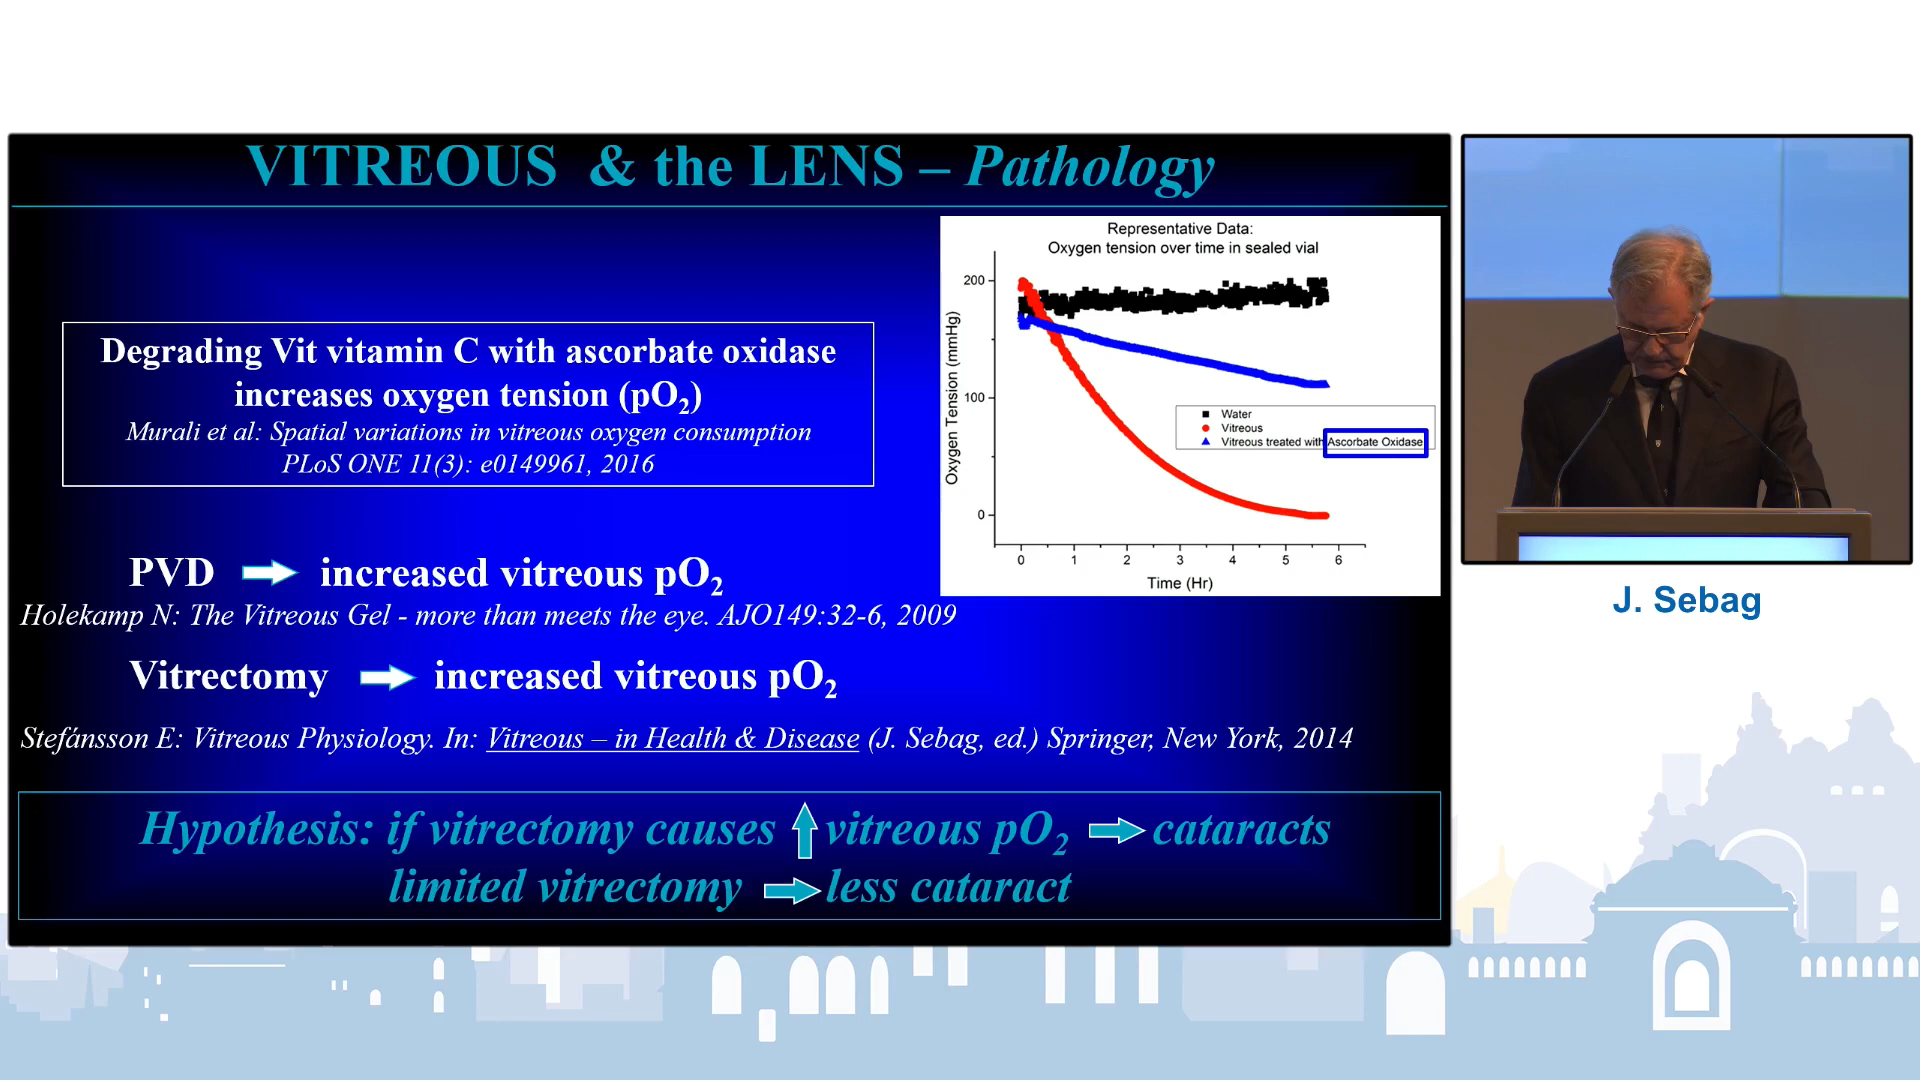 VITREOUS & the LENS – Pathology
Degrading Vit vitamin C with ascorbate oxidase
increases oxygen tension (pO2)
Murali et al: Spatial variations in vitreous oxygen consumption
PLoS ONE 11(3): e0149961, 2016
Representative Data:
Oxygen tension over time in sealed vial
Oxygen Tension (mmHg)
200
100
0
Water
Vitreous
Vitreous treated with Ascorbate Oxidase
0 1 2 3 4 5 6
Time (Hr)
PVD increased vitreous pO2
Holekamp N: The Vitreous Gel - more than meets the eye. AJO149:32-6, 2009
Vitrectomy increased vitreous pO2
Stefánsson E: Vitreous Physiology. In: Vitreous – in Health & Disease (J. Sebag, ed.) Springer, New York, 2014
Hypothesis: if vitrectomy causes vitreous pO2 cataracts
limited vitrectomy less cataract
J. Sebag